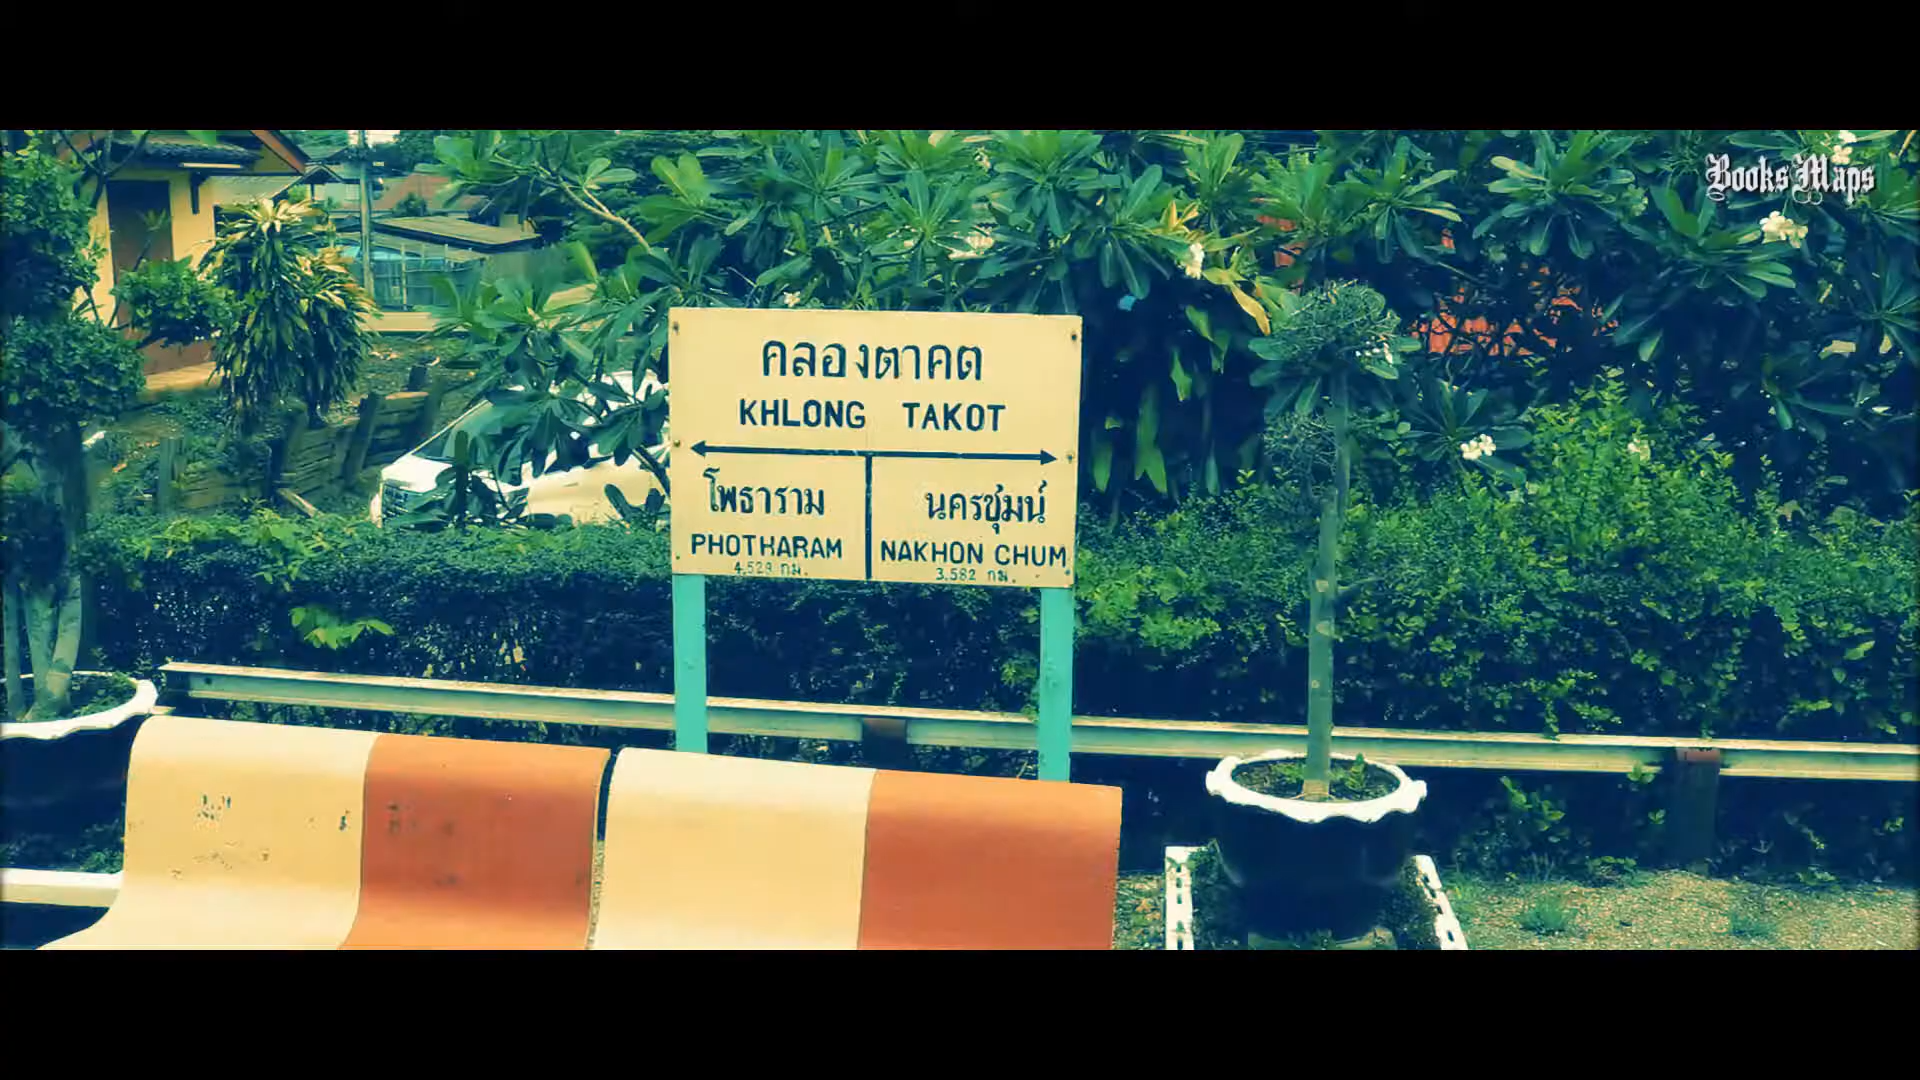 Books Maps
คลองตาคต
KHLONG TAKOT
โพธาราม
PHOTHARAM
4.529 กม.
นครชุ่มน์
NAKHON CHUM
3.582 กม.